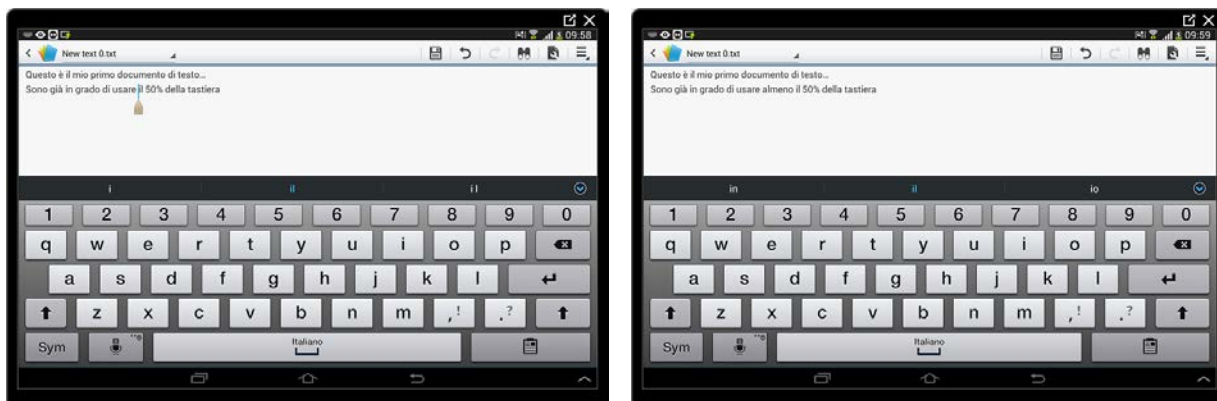 09:58
New text 0.txt
Questo è il mio primo documento di testo...
Sono già in grado di usare il 50% della tastiera
i il i l
1 2 3 4 5 6 7 8 9 0
q w e r t y u i o p
a s d f g h j k l
z x c v b n m ,! .?
Sym Italiano
09:59
New text 0.txt
Questo è il mio primo documento di testo...
Sono già in grado di usare almeno il 50% della tastiera
in il io
1 2 3 4 5 6 7 8 9 0
q w e r t y u i o p
a s d f g h j k l
z x c v b n m ,! .?
Sym Italiano